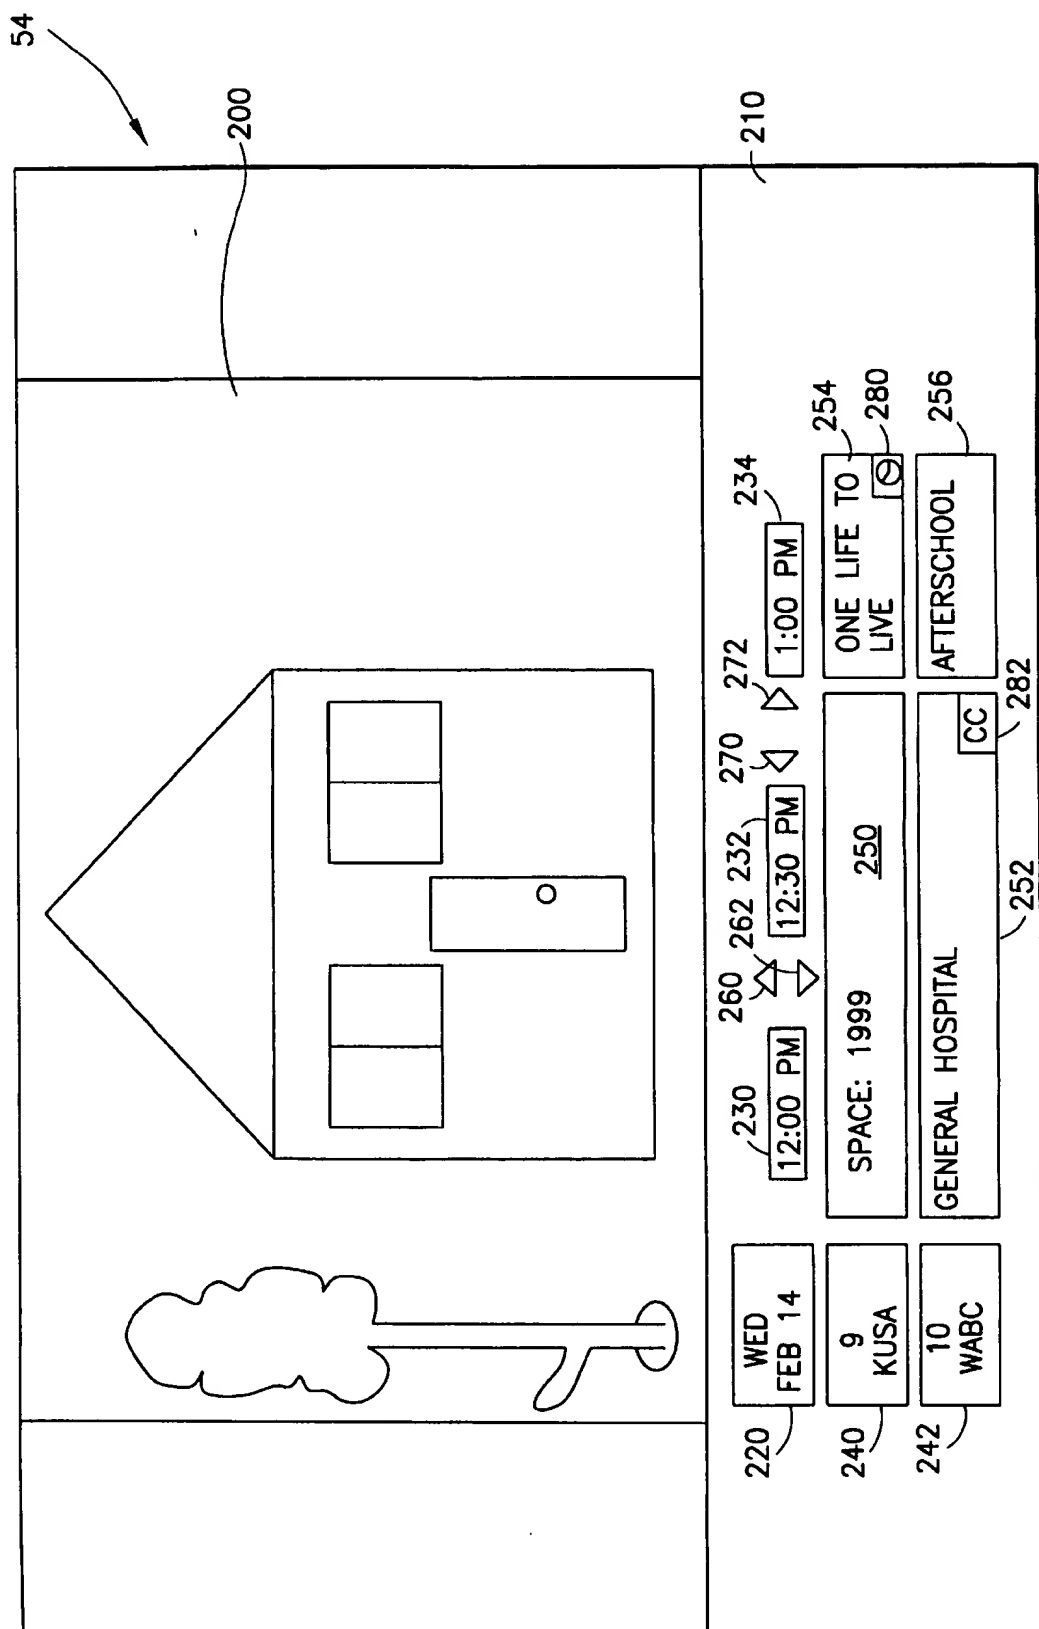 54
200
210
260 262 232 270 272 234
230
12:00 PM
12:30 PM
1:00 PM
254
280
256
220
WED
FEB 14
240
9
KUSA
SPACE: 1999
250
ONE LIFE TO
LIVE
242
10
WABC
GENERAL HOSPITAL
CC
AFTERSCHOOL
252
282